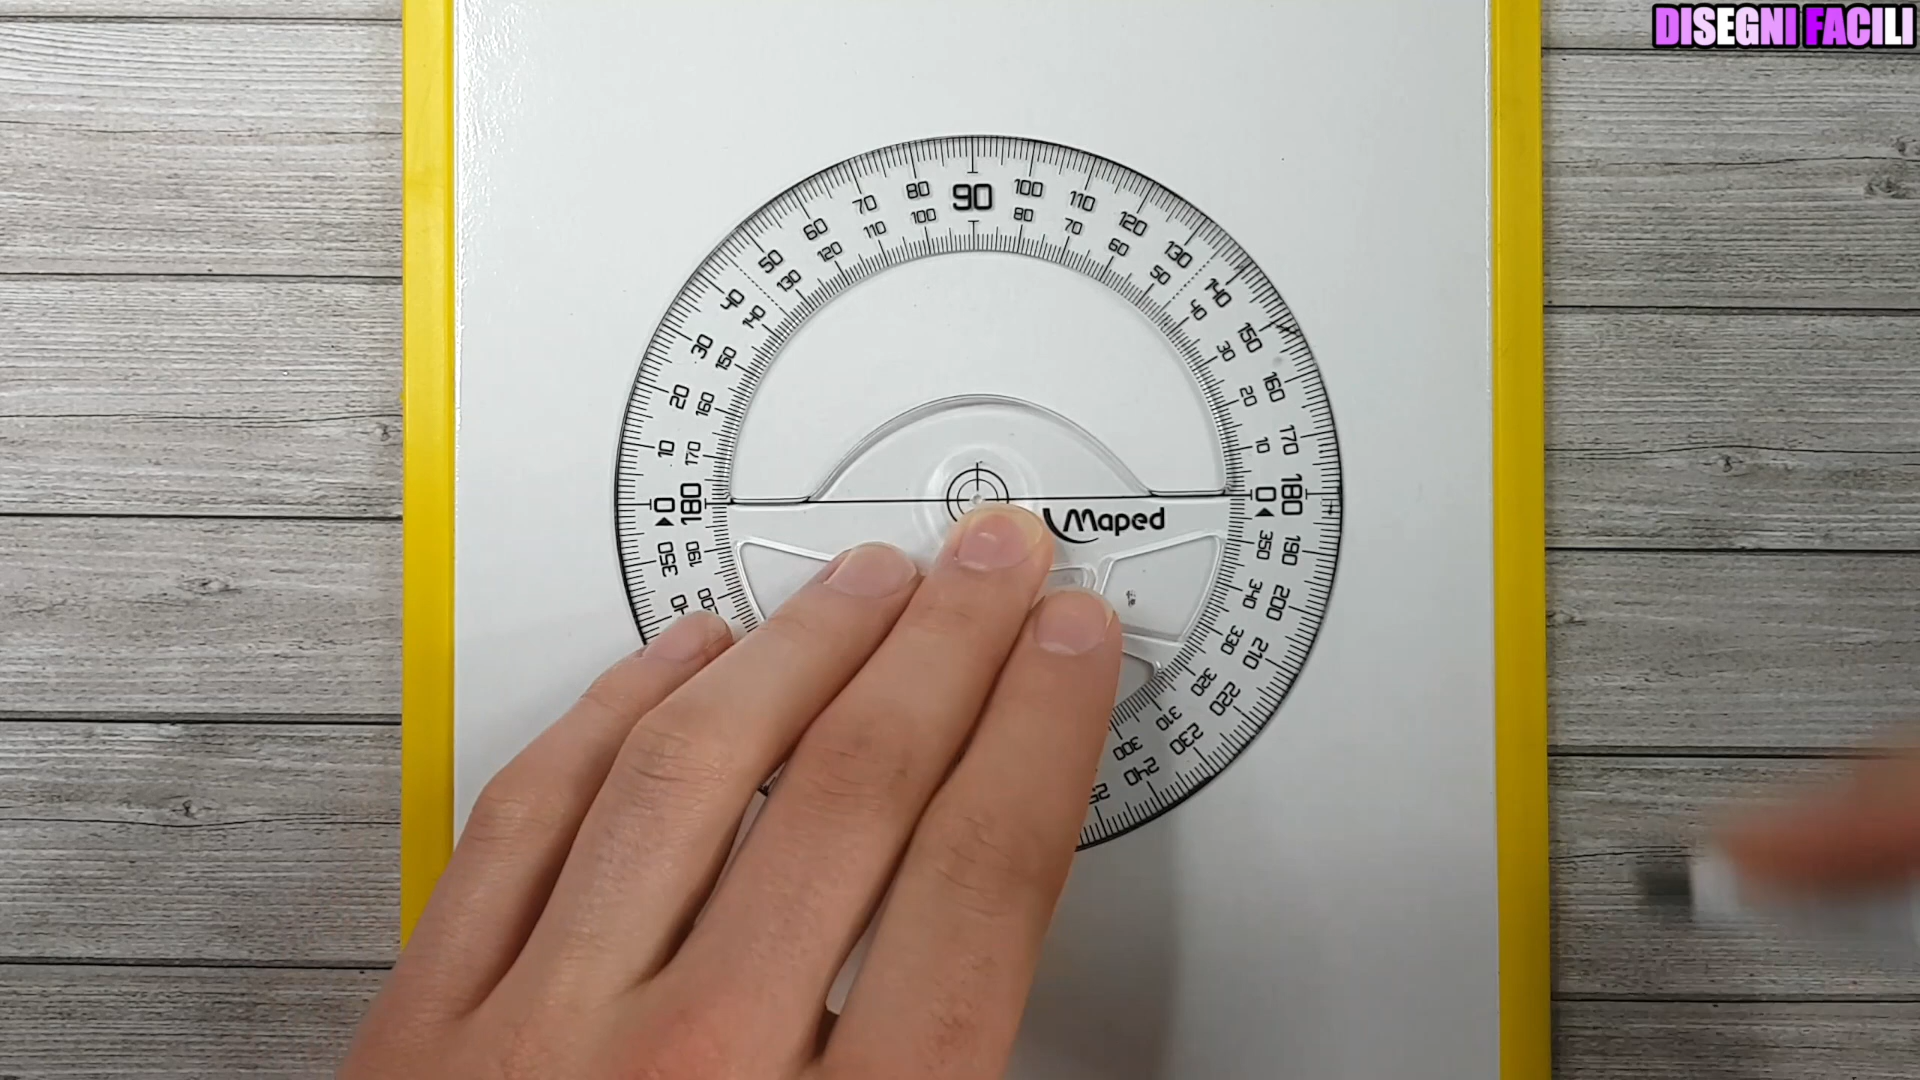 DISEGNI FACILI
0 10 20 30 40 50 60 70 80 90 100 110 120 130 140 150 160 170 180 190 200 210 220 230 240
180 170 160 150 140 130 120 110 100 80 70 60 50 40 30 20 10 0 350 340 330 320 310 300
350
190
Maped